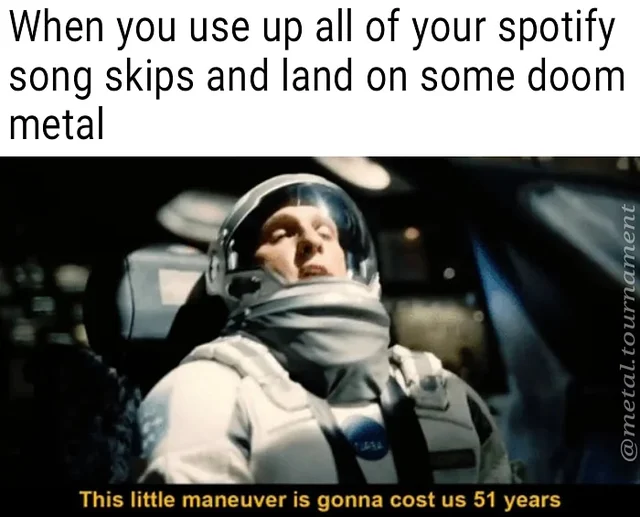 When you use up all of your spotify
song skips and land on some doom
metal
@metal.tournament
NASA
This little maneuver is gonna cost us 51 years